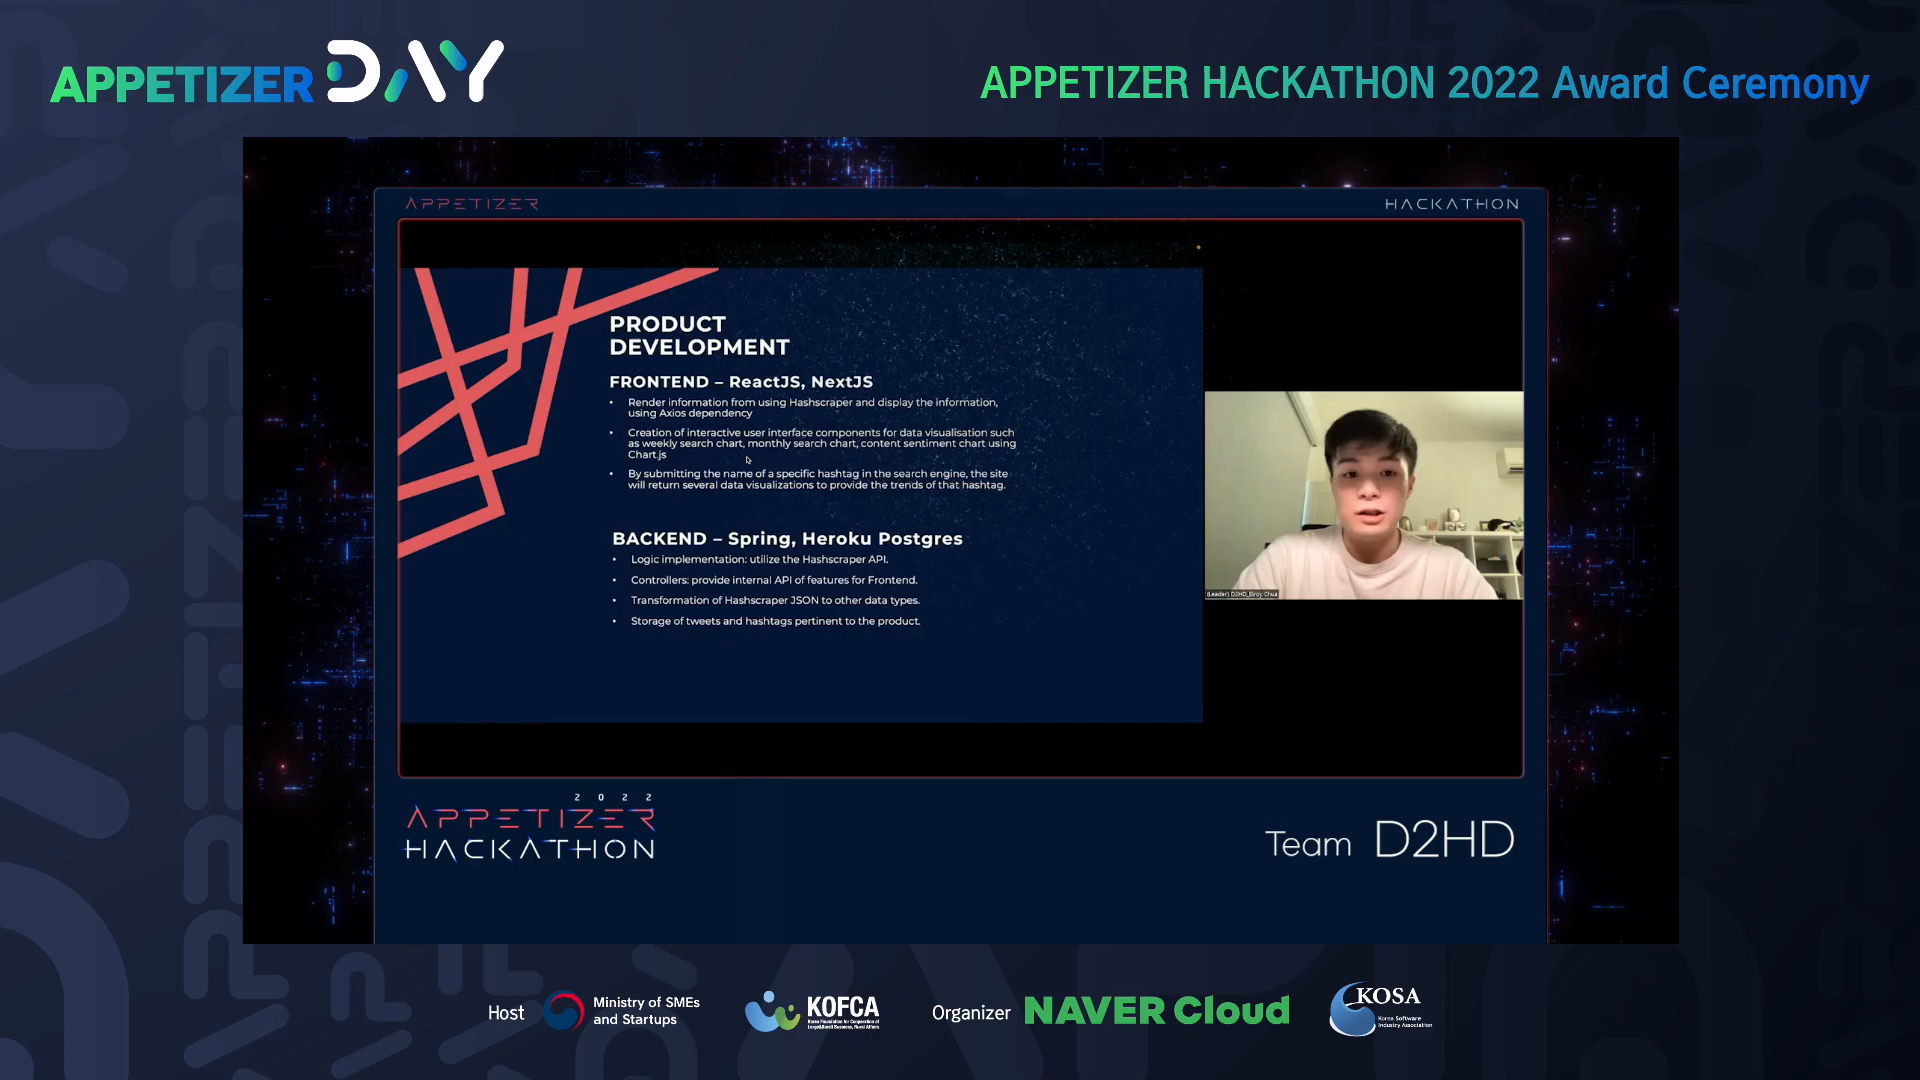 APPETIZER DAY
APPETIZER HACKATHON 2022 Award Ceremony
APPETIZER
HACKATHON
PRODUCT
DEVELOPMENT
FRONTEND – ReactJS, NextJS
• Render information from using Hashscraper and display the information,
using Axios dependency
• Creation of interactive user interface components for data visualisation such
as weekly search chart, monthly search chart, content sentiment chart using
Chart.js
• By submitting the name of a specific hashtag in the search engine, the site
will return several data visualizations to provide the trends of that hashtag.
BACKEND – Spring, Heroku Postgres
• Logic implementation: utilize the Hashscraper API.
• Controllers: provide internal API of features for Frontend.
• Transformation of Hashscraper JSON to other data types.
• Storage of tweets and hashtags pertinent to the product.
(Leader) D2HD_Elroy Chua
2022
APPETIZER
HACKATHON
Team D2HD
Host
Ministry of SMEs
and Startups
KOFCA
Korea Foundation for Cooperation of
Large&Small Business, Rural Affairs
Organizer
NAVER Cloud
KOSA
Korea Software
Industry Association